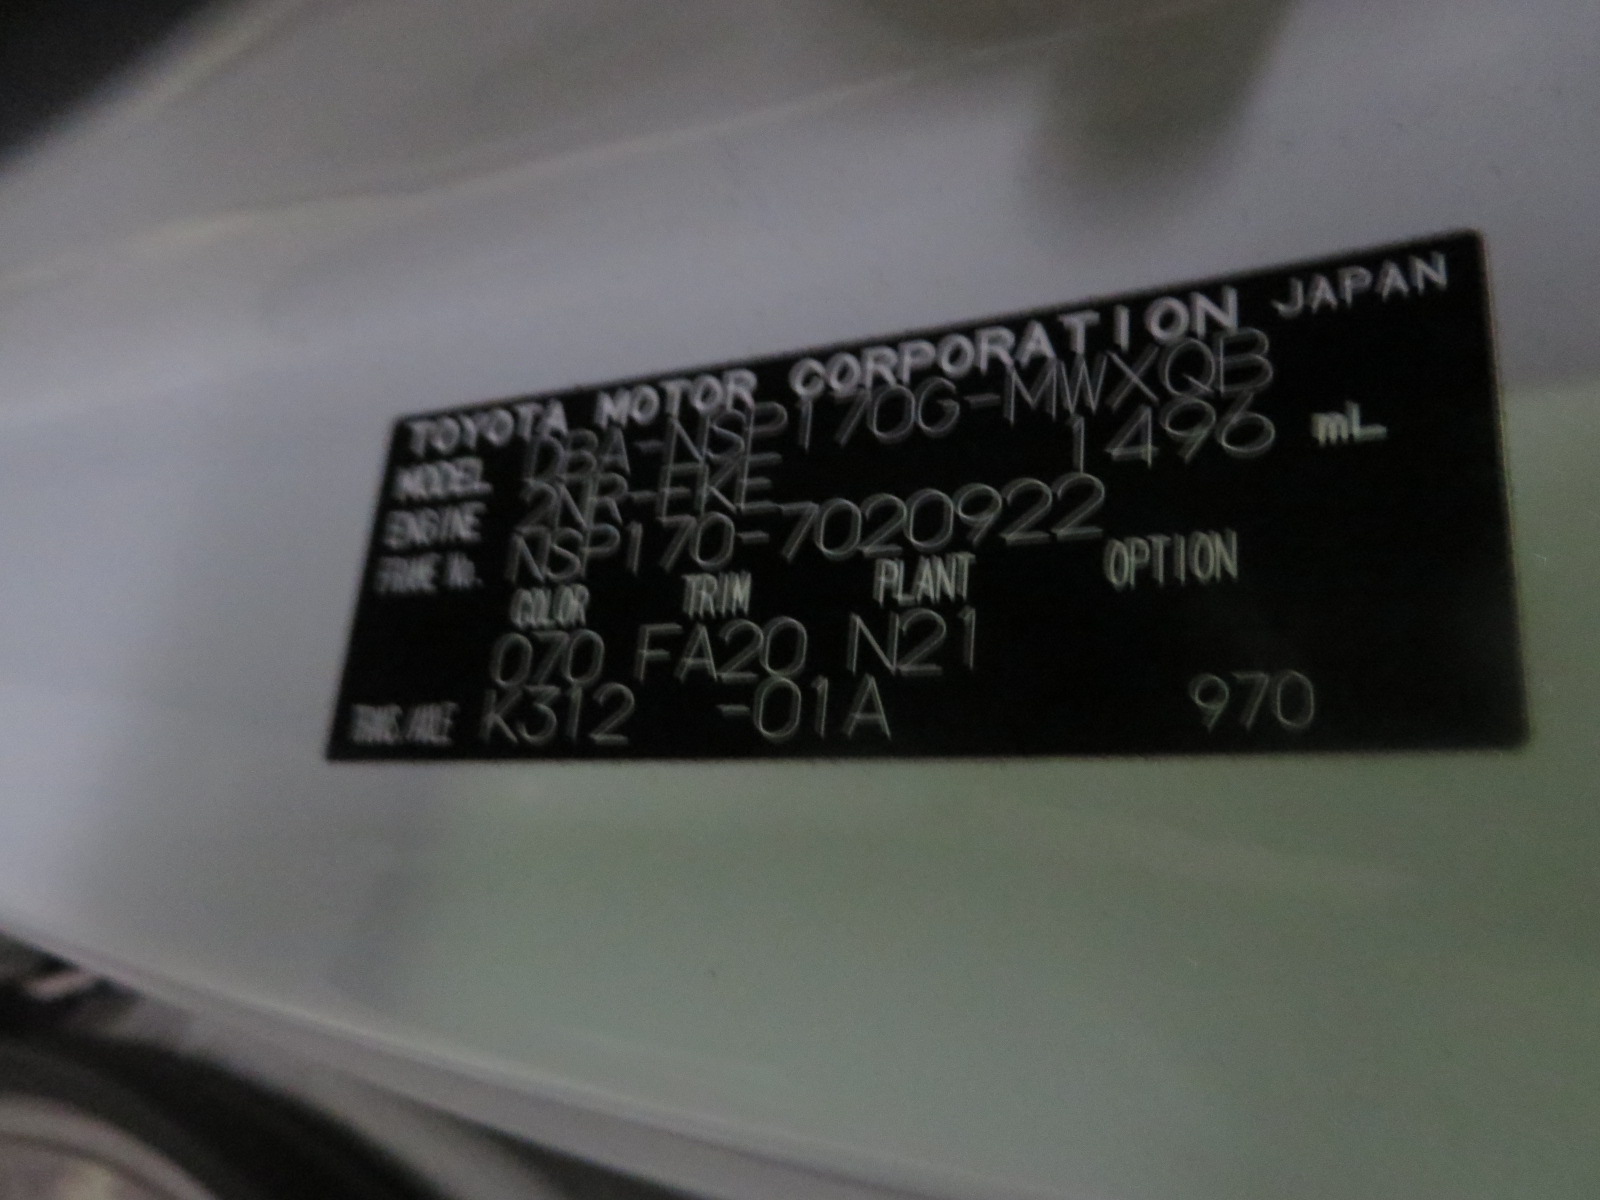 TOYOTA MOTOR CORPORATION JAPAN
MODEL DBA-NSP170G-MWXQB
ENGINE 2NR-FKE 1496 mL
FRAME No. NSP170-7020922
COLOR TRIM PLANT OPTION
070 FA20 N21
TRANS./AXLE K312 -01A 970